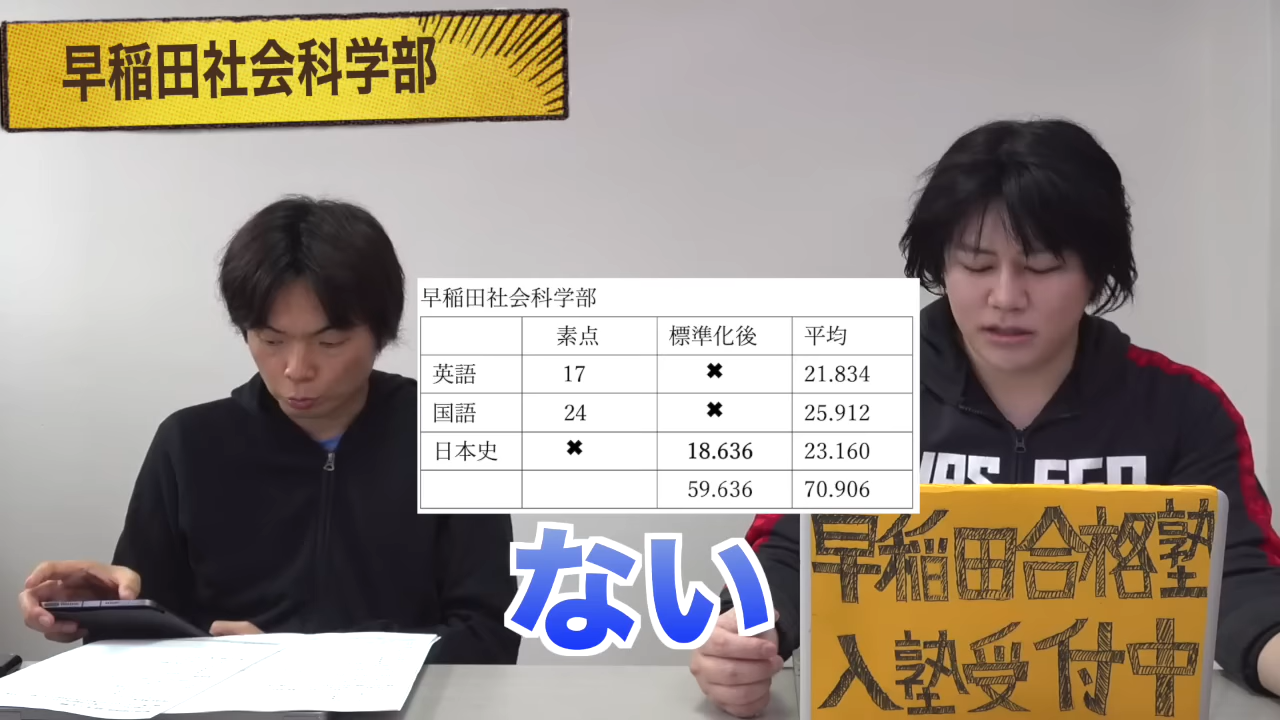 早稲田社会科学部
早稲田社会科学部
素点 標準化後 平均
英語 17 ✖ 21.834
国語 24 ✖ 25.912
日本史 ✖ 18.636 23.160
59.636 70.906
ない
早稲田合格塾
入塾受付中